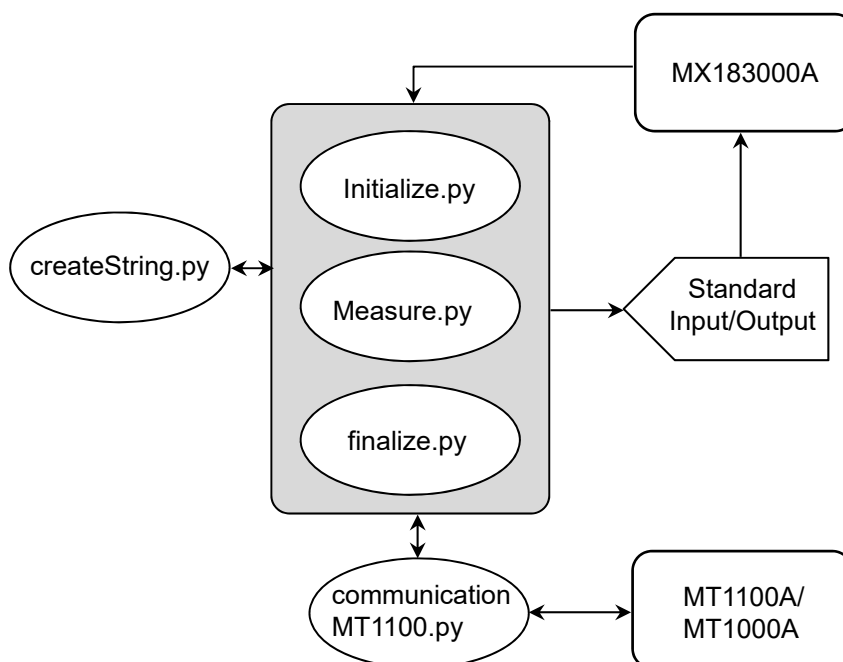 MX183000A
Initialize.py
createString.py
Measure.py
Standard
Input/Output
finalize.py
communication
MT1100.py
MT1100A/
MT1000A